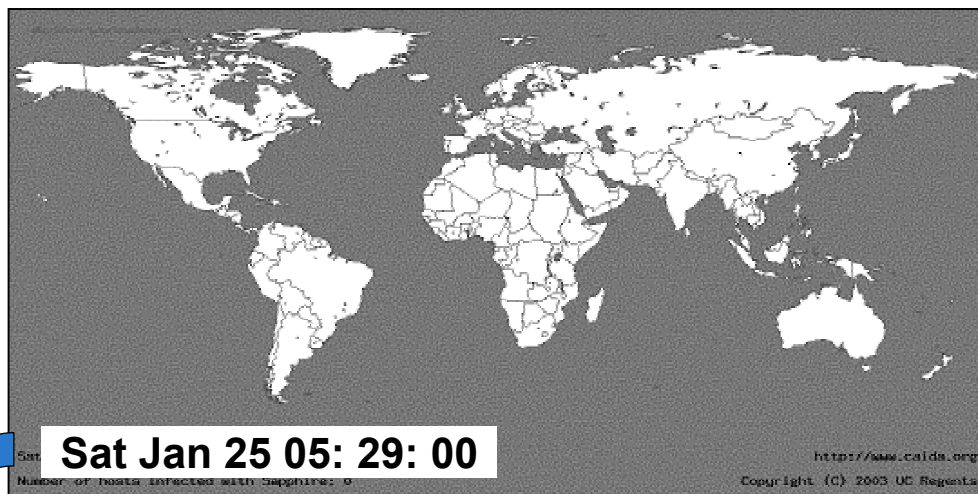 Sat Jan 25 05: 29: 00
Sat
http://www.caida.org
Number of hosts infected with Sapphire: 0
Copyright (C) 2003 UC Regents